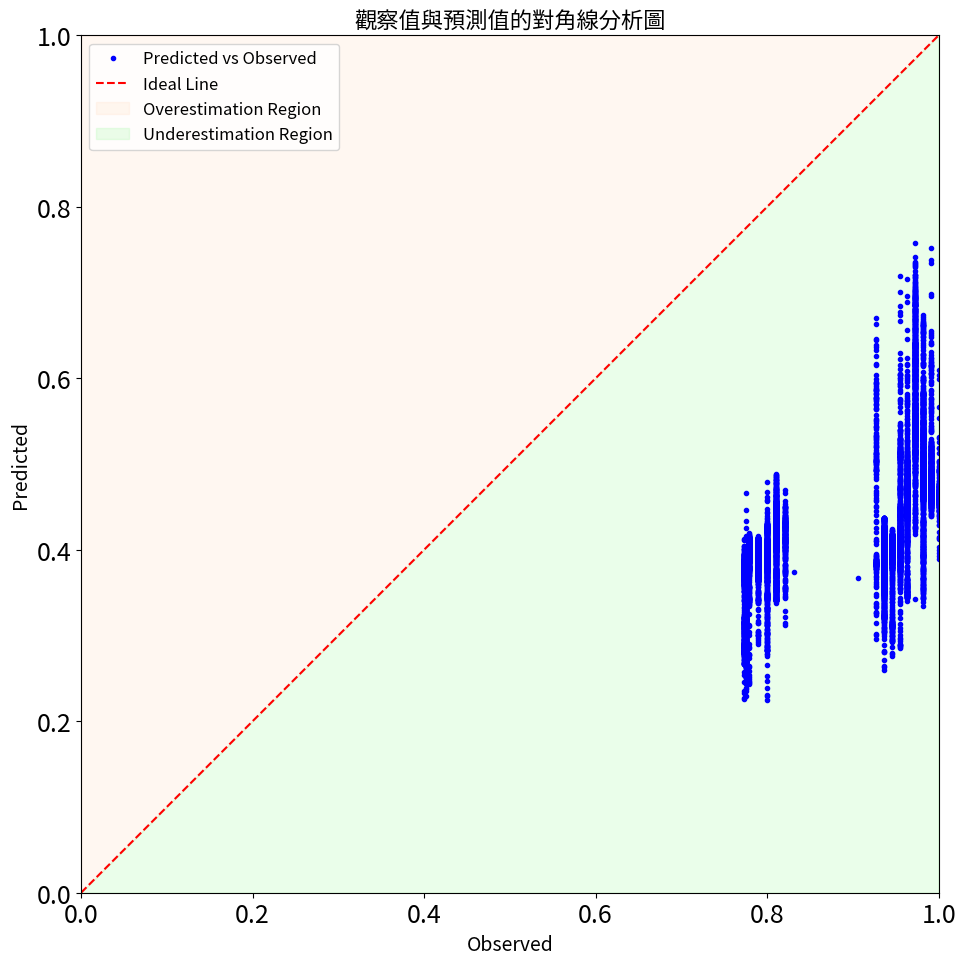 觀察值與預測值的對角線分析圖
1.0
0.8
0.6
0.4
0.2
0.0
Predicted
Predicted vs Observed
Ideal Line
Overestimation Region
Underestimation Region
0.0 0.2 0.4 0.6 0.8 1.0
Observed